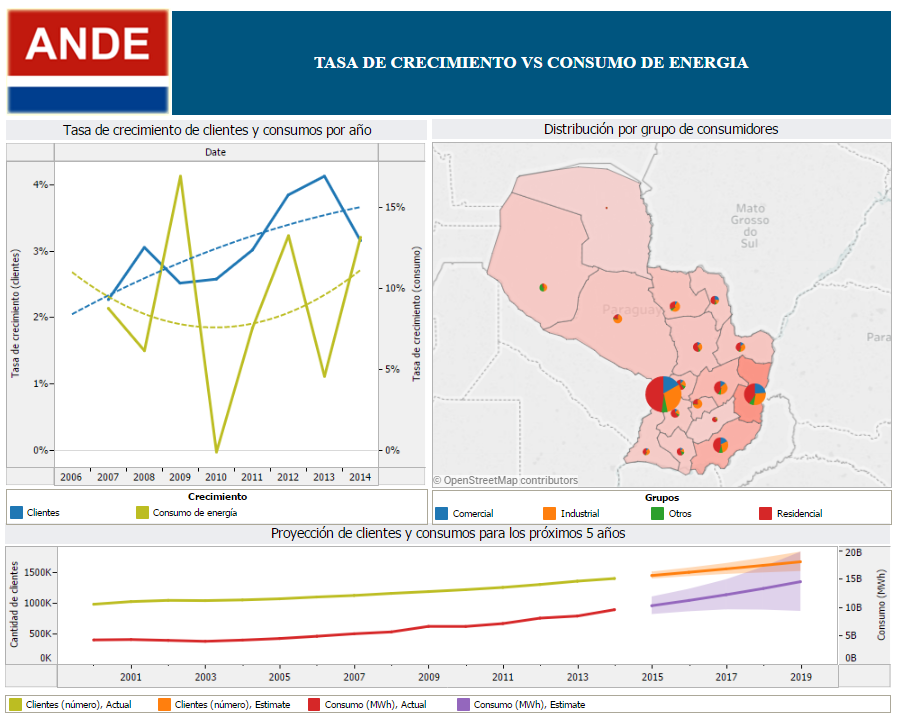 ANDE
TASA DE CRECIMIENTO VS CONSUMO DE ENERGIA
Tasa de crecimiento de clientes y consumos por año
Date
Tasa de crecimiento (clientes)
4%
3%
2%
1%
0%
15%
10%
5%
0%
Tasa de crecimiento (consumo)
2006 2007 2008 2009 2010 2011 2012 2013 2014
Crecimiento
Clientes Consumo de energía
Distribución por grupo de consumidores
Mato
Grosso
do
Sul
Paraguay
Para
© OpenStreetMap contributors
Grupos
Comercial Industrial Otros Residencial
Proyección de clientes y consumos para los próximos 5 años
Cantidad de clientes
1500K
1000K
500K
0K
20B
15B
10B
5B
0B
Consumo (MWh)
2001 2003 2005 2007 2009 2011 2013 2015 2017 2019
Clientes (número), Actual Clientes (número), Estimate Consumo (MWh), Actual Consumo (MWh), Estimate